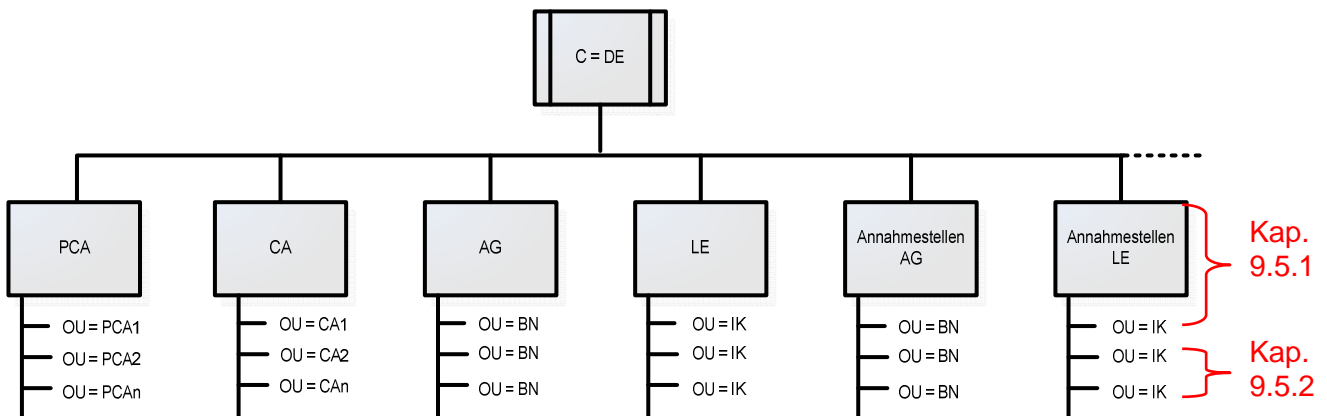 C = DE
PCA
CA
AG
LE
Annahmestellen
AG
Annahmestellen
LE
Kap.
9.5.1
OU = PCA1
OU = PCA2
OU = PCAn
OU = CA1
OU = CA2
OU = CAn
OU = BN
OU = BN
OU = BN
OU = IK
OU = IK
OU = IK
OU = BN
OU = BN
OU = BN
OU = IK
OU = IK
OU = IK
Kap.
9.5.2